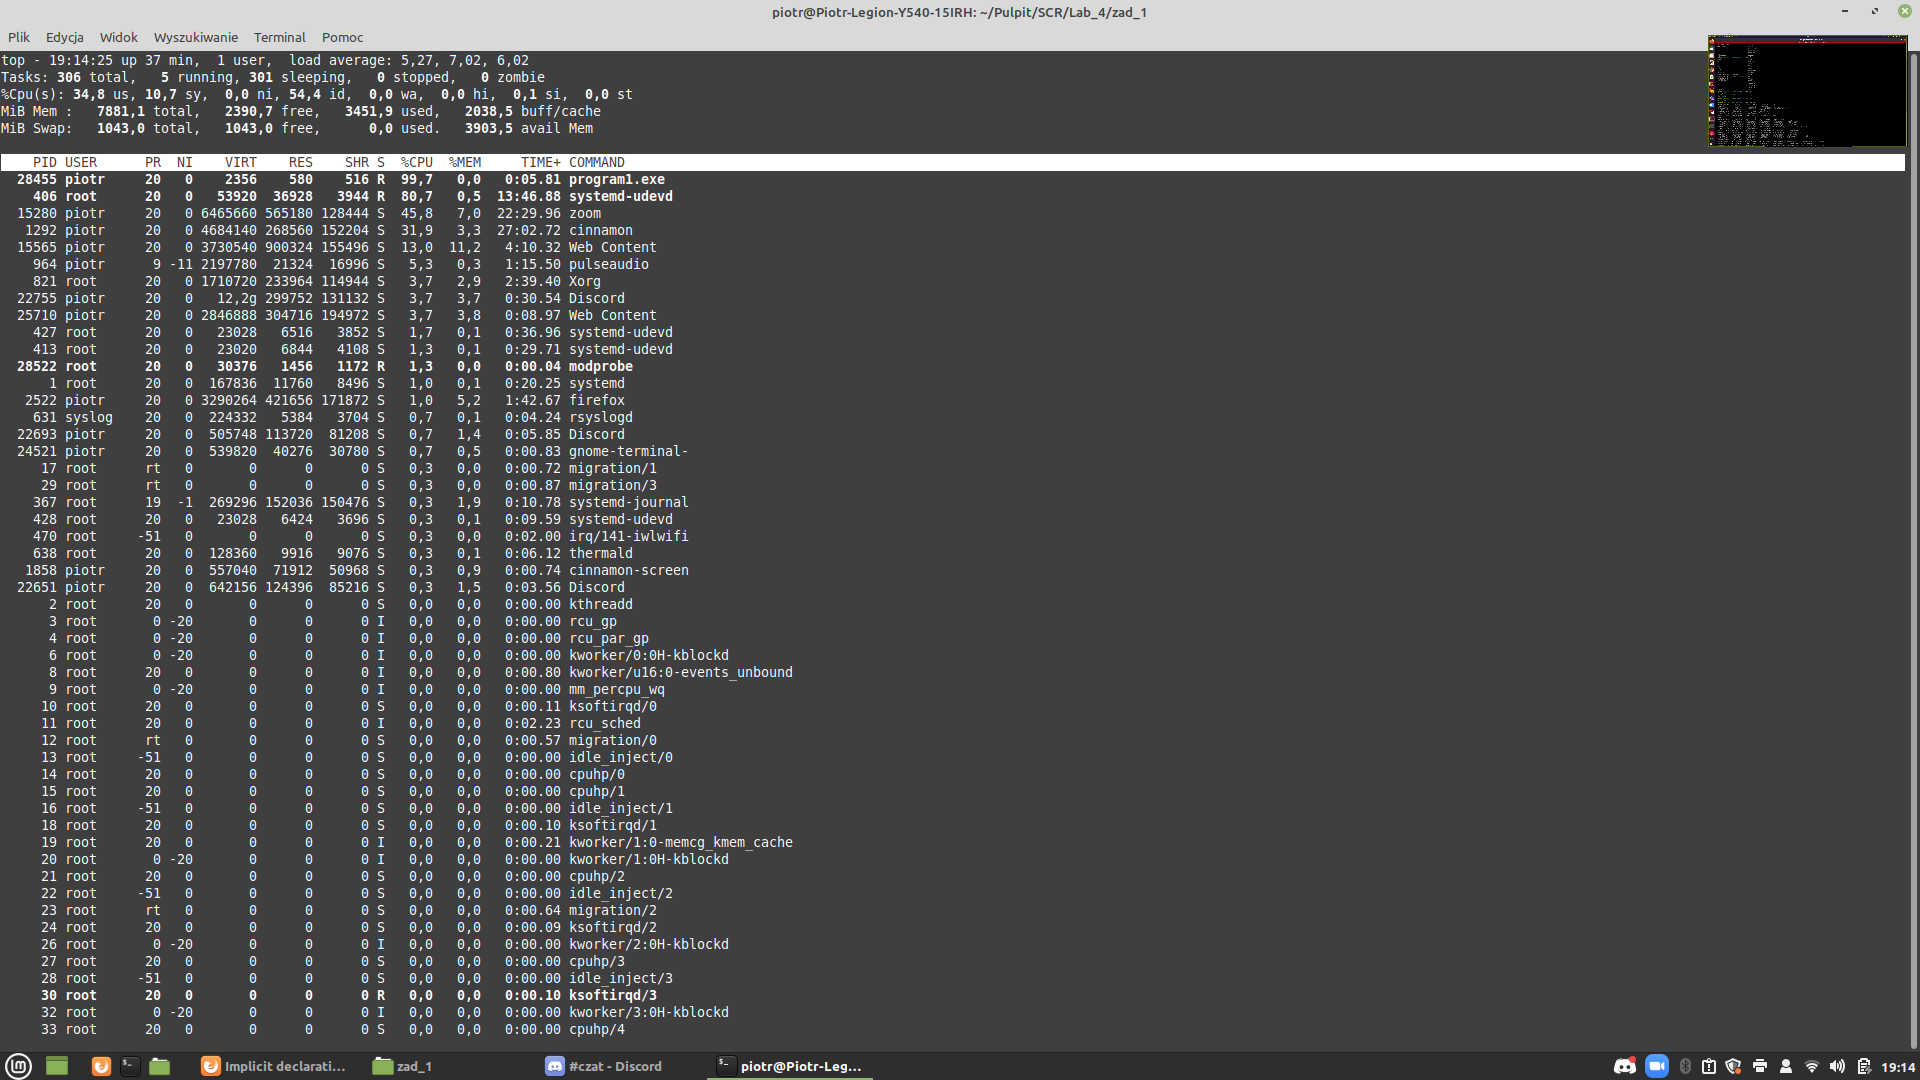 piotr@Piotr-Legion-Y540-15IRH: ~/Pulpit/SCR/Lab_4/zad_1
Plik Edycja Widok Wyszukiwanie Terminal Pomoc
top - 19:14:25 up 37 min,  1 user,  load average: 5,27, 7,02, 6,02
Tasks: 306 total,   5 running, 301 sleeping,   0 stopped,   0 zombie
%Cpu(s): 34,8 us, 10,7 sy,  0,0 ni, 54,4 id,  0,0 wa,  0,0 hi,  0,1 si,  0,0 st
MiB Mem :   7881,1 total,   2390,7 free,   3451,9 used,   2038,5 buff/cache
MiB Swap:   1043,0 total,   1043,0 free,      0,0 used.   3903,5 avail Mem
PID USER PR NI VIRT RES SHR S %CPU %MEM TIME+ COMMAND
28455 piotr 20 0 2356 580 516 R 99,7 0,0 0:05.81 program1.exe
406 root 20 0 53920 36928 3944 R 80,7 0,5 13:46.88 systemd-udevd
15280 piotr 20 0 6465660 565180 128444 S 45,8 7,0 22:29.96 zoom
1292 piotr 20 0 4684140 268560 152204 S 31,9 3,3 27:02.72 cinnamon
15565 piotr 20 0 3730540 900324 155496 S 13,0 11,2 4:10.32 Web Content
964 piotr 9 -11 2197780 21324 16996 S 5,3 0,3 1:15.50 pulseaudio
821 root 20 0 1710720 233964 114944 S 3,7 2,9 2:39.40 Xorg
22755 piotr 20 0 12,2g 299752 131132 S 3,7 3,7 0:30.54 Discord
25710 piotr 20 0 2846888 304716 194972 S 3,7 3,8 0:08.97 Web Content
427 root 20 0 23028 6516 3852 S 1,7 0,1 0:36.96 systemd-udevd
413 root 20 0 23020 6844 4108 S 1,3 0,1 0:29.71 systemd-udevd
28522 root 20 0 30376 1456 1172 R 1,3 0,0 0:00.04 modprobe
1 root 20 0 167836 11760 8496 S 1,0 0,1 0:20.25 systemd
2522 piotr 20 0 3290264 421656 171872 S 1,0 5,2 1:42.67 firefox
631 syslog 20 0 224332 5384 3704 S 0,7 0,1 0:04.24 rsyslogd
22693 piotr 20 0 505748 113720 81208 S 0,7 1,4 0:05.85 Discord
24521 piotr 20 0 539820 40276 30780 S 0,7 0,5 0:00.83 gnome-terminal-
17 root rt 0 0 0 0 S 0,3 0,0 0:00.72 migration/1
29 root rt 0 0 0 0 S 0,3 0,0 0:00.87 migration/3
367 root 19 -1 269296 152036 150476 S 0,3 1,9 0:10.78 systemd-journal
428 root 20 0 23028 6424 3696 S 0,3 0,1 0:09.59 systemd-udevd
470 root -51 0 0 0 0 S 0,3 0,0 0:02.00 irq/141-iwlwifi
638 root 20 0 128360 9916 9076 S 0,3 0,1 0:06.12 thermald
1858 piotr 20 0 557040 71912 50968 S 0,3 0,9 0:00.74 cinnamon-screen
22651 piotr 20 0 642156 124396 85216 S 0,3 1,5 0:03.56 Discord
2 root 20 0 0 0 0 S 0,0 0,0 0:00.00 kthreadd
3 root 0 -20 0 0 0 I 0,0 0,0 0:00.00 rcu_gp
4 root 0 -20 0 0 0 I 0,0 0,0 0:00.00 rcu_par_gp
6 root 0 -20 0 0 0 I 0,0 0,0 0:00.00 kworker/0:0H-kblockd
8 root 20 0 0 0 0 I 0,0 0,0 0:00.80 kworker/u16:0-events_unbound
9 root 0 -20 0 0 0 I 0,0 0,0 0:00.00 mm_percpu_wq
10 root 20 0 0 0 0 S 0,0 0,0 0:00.11 ksoftirqd/0
11 root 20 0 0 0 0 I 0,0 0,0 0:02.23 rcu_sched
12 root rt 0 0 0 0 S 0,0 0,0 0:00.57 migration/0
13 root -51 0 0 0 0 S 0,0 0,0 0:00.00 idle_inject/0
14 root 20 0 0 0 0 S 0,0 0,0 0:00.00 cpuhp/0
15 root 20 0 0 0 0 S 0,0 0,0 0:00.00 cpuhp/1
16 root -51 0 0 0 0 S 0,0 0,0 0:00.00 idle_inject/1
18 root 20 0 0 0 0 S 0,0 0,0 0:00.10 ksoftirqd/1
19 root 20 0 0 0 0 I 0,0 0,0 0:00.21 kworker/1:0-memcg_kmem_cache
20 root 0 -20 0 0 0 I 0,0 0,0 0:00.00 kworker/1:0H-kblockd
21 root 20 0 0 0 0 S 0,0 0,0 0:00.00 cpuhp/2
22 root -51 0 0 0 0 S 0,0 0,0 0:00.00 idle_inject/2
23 root rt 0 0 0 0 S 0,0 0,0 0:00.64 migration/2
24 root 20 0 0 0 0 S 0,0 0,0 0:00.09 ksoftirqd/2
26 root 0 -20 0 0 0 I 0,0 0,0 0:00.00 kworker/2:0H-kblockd
27 root 20 0 0 0 0 S 0,0 0,0 0:00.00 cpuhp/3
28 root -51 0 0 0 0 S 0,0 0,0 0:00.00 idle_inject/3
30 root 20 0 0 0 0 R 0,0 0,0 0:00.10 ksoftirqd/3
32 root 0 -20 0 0 0 I 0,0 0,0 0:00.00 kworker/3:0H-kblockd
33 root 20 0 0 0 0 S 0,0 0,0 0:00.00 cpuhp/4
Implicit declarati... zad_1 #czat - Discord piotr@Piotr-Leg... 19:14